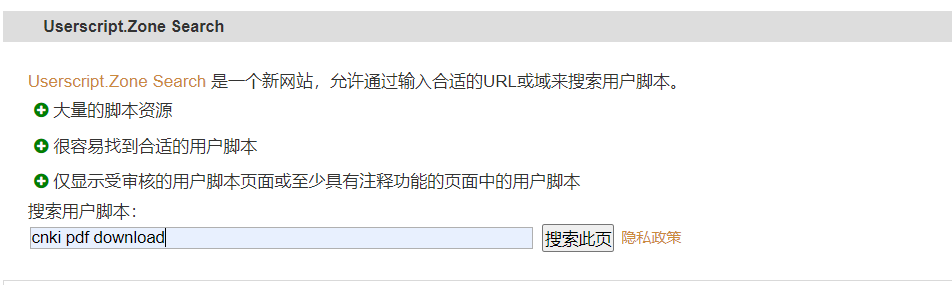 Userscript.Zone Search
Userscript.Zone Search 是一个新网站，允许通过输入合适的URL或域来搜索用户脚本。
大量的脚本资源
很容易找到合适的用户脚本
仅显示受审核的用户脚本页面或至少具有注释功能的页面中的用户脚本
搜索用户脚本：
cnki pdf download 搜索此页 隐私政策